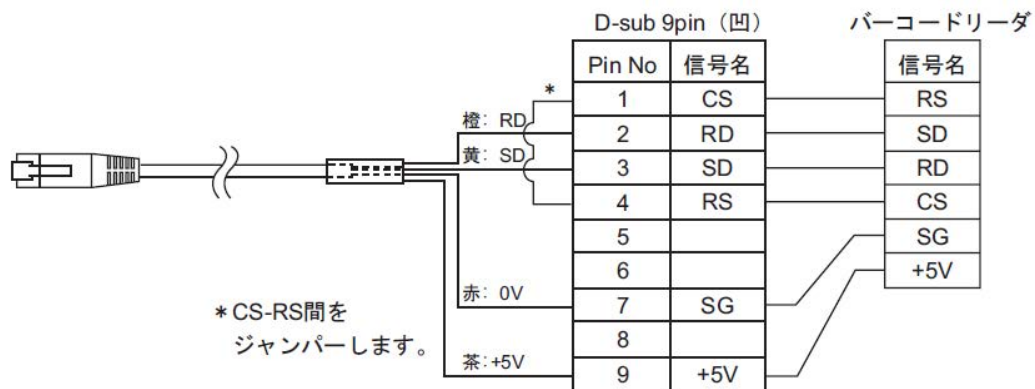 D-sub 9pin（凹）
バーコードリーダ
Pin No 信号名
信号名
*
1 CS
RS
橙: RD
2 RD
SD
黄: SD
3 SD
RD
4 RS
CS
5
SG
6
+5V
赤: 0V
7 SG
8
茶:+5V
9 +5V
*CS-RS間を
ジャンパーします。